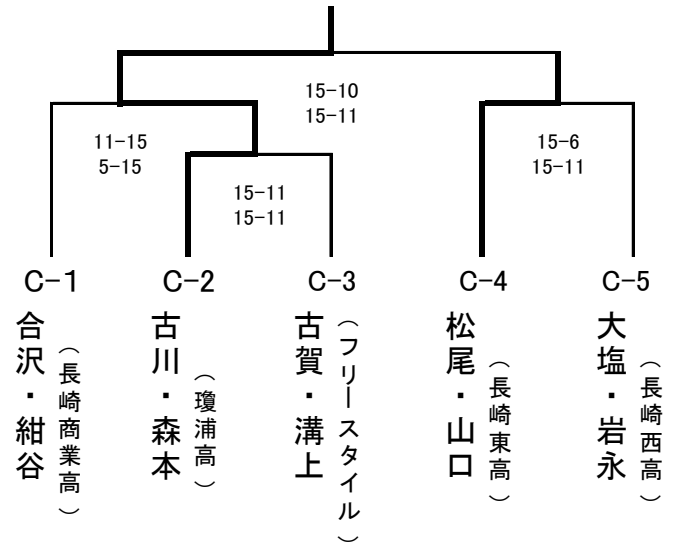 15-10
15-11
11-15
5-15
15-6
15-11
15-11
15-11
C-1
C-2
C-3
C-4
C-5
合沢・紺谷
（長崎商業高）
古川・森本
（瓊浦高）
古賀・溝上
（フリースタイル）
松尾・山口
（長崎東高）
大塩・岩永
（長崎西高）